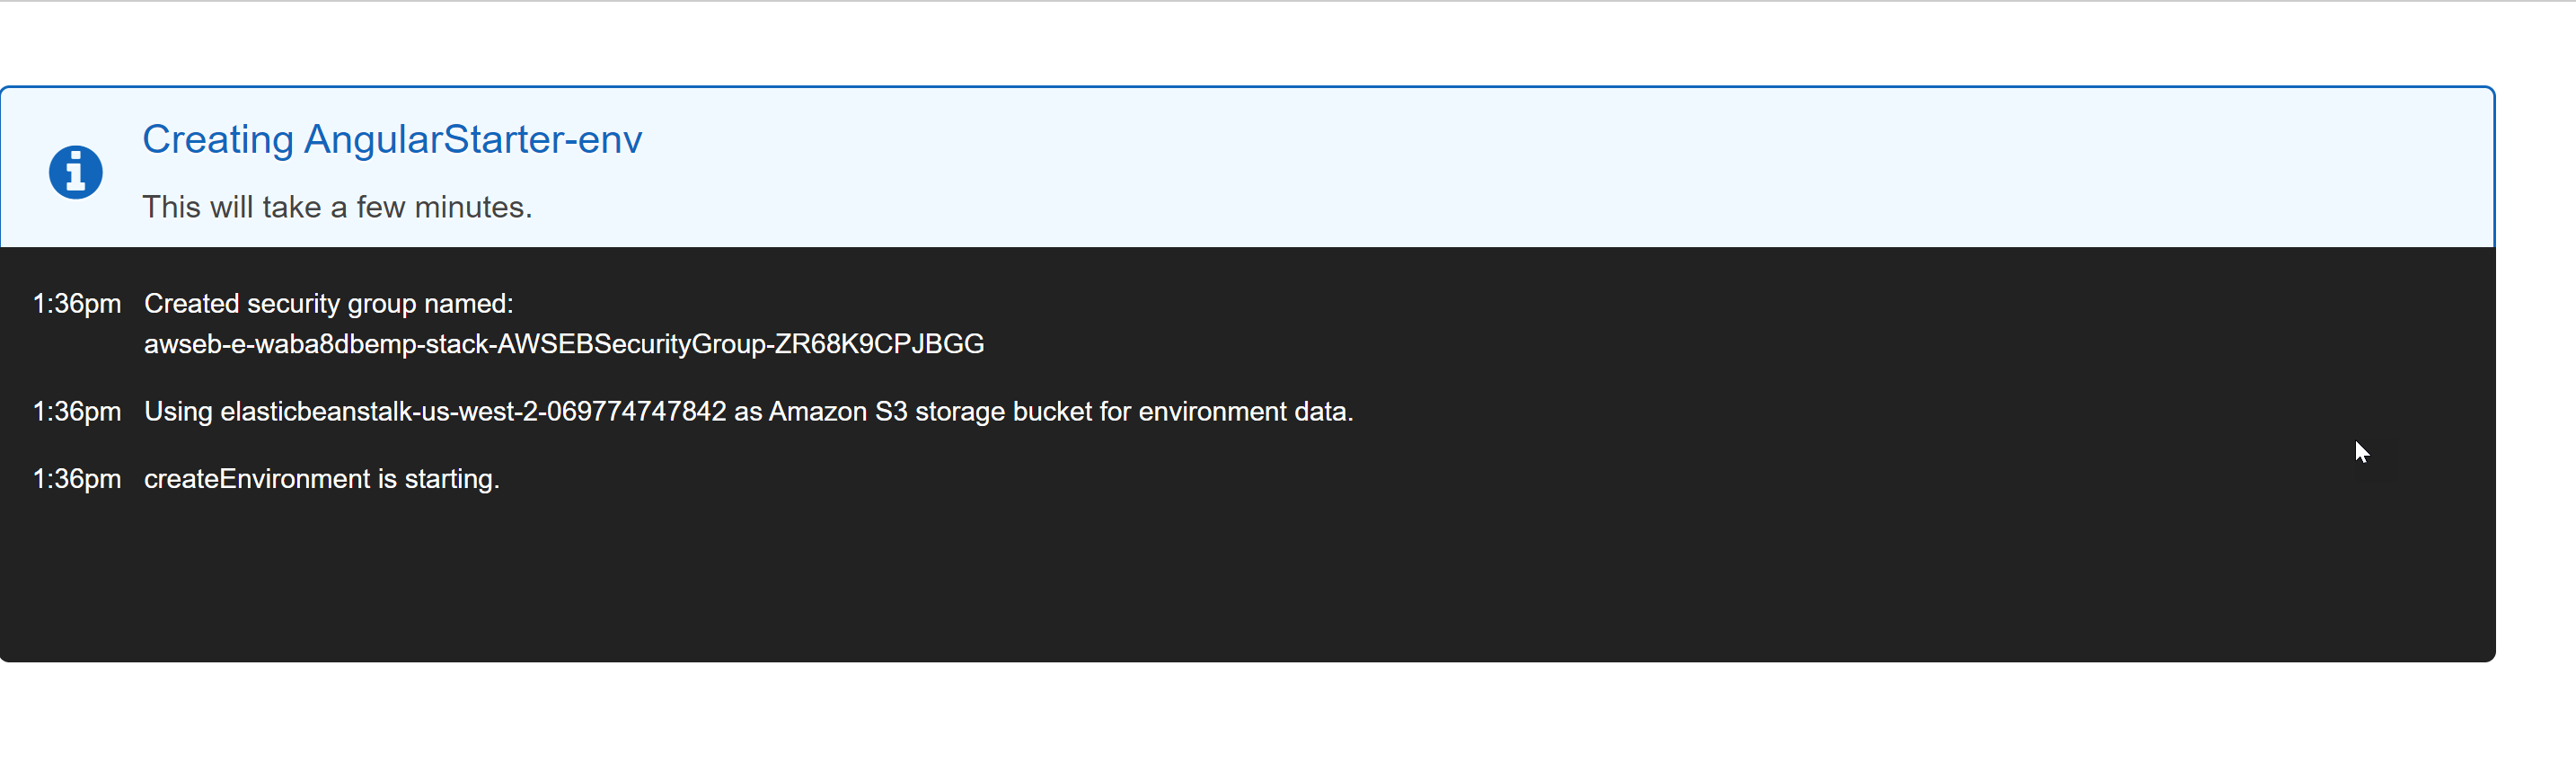 Creating AngularStarter-env
This will take a few minutes.
1:36pm Created security group named:
awseb-e-waba8dbemp-stack-AWSEBSecurityGroup-ZR68K9CPJBGG
1:36pm Using elasticbeanstalk-us-west-2-069774747842 as Amazon S3 storage bucket for environment data.
1:36pm createEnvironment is starting.